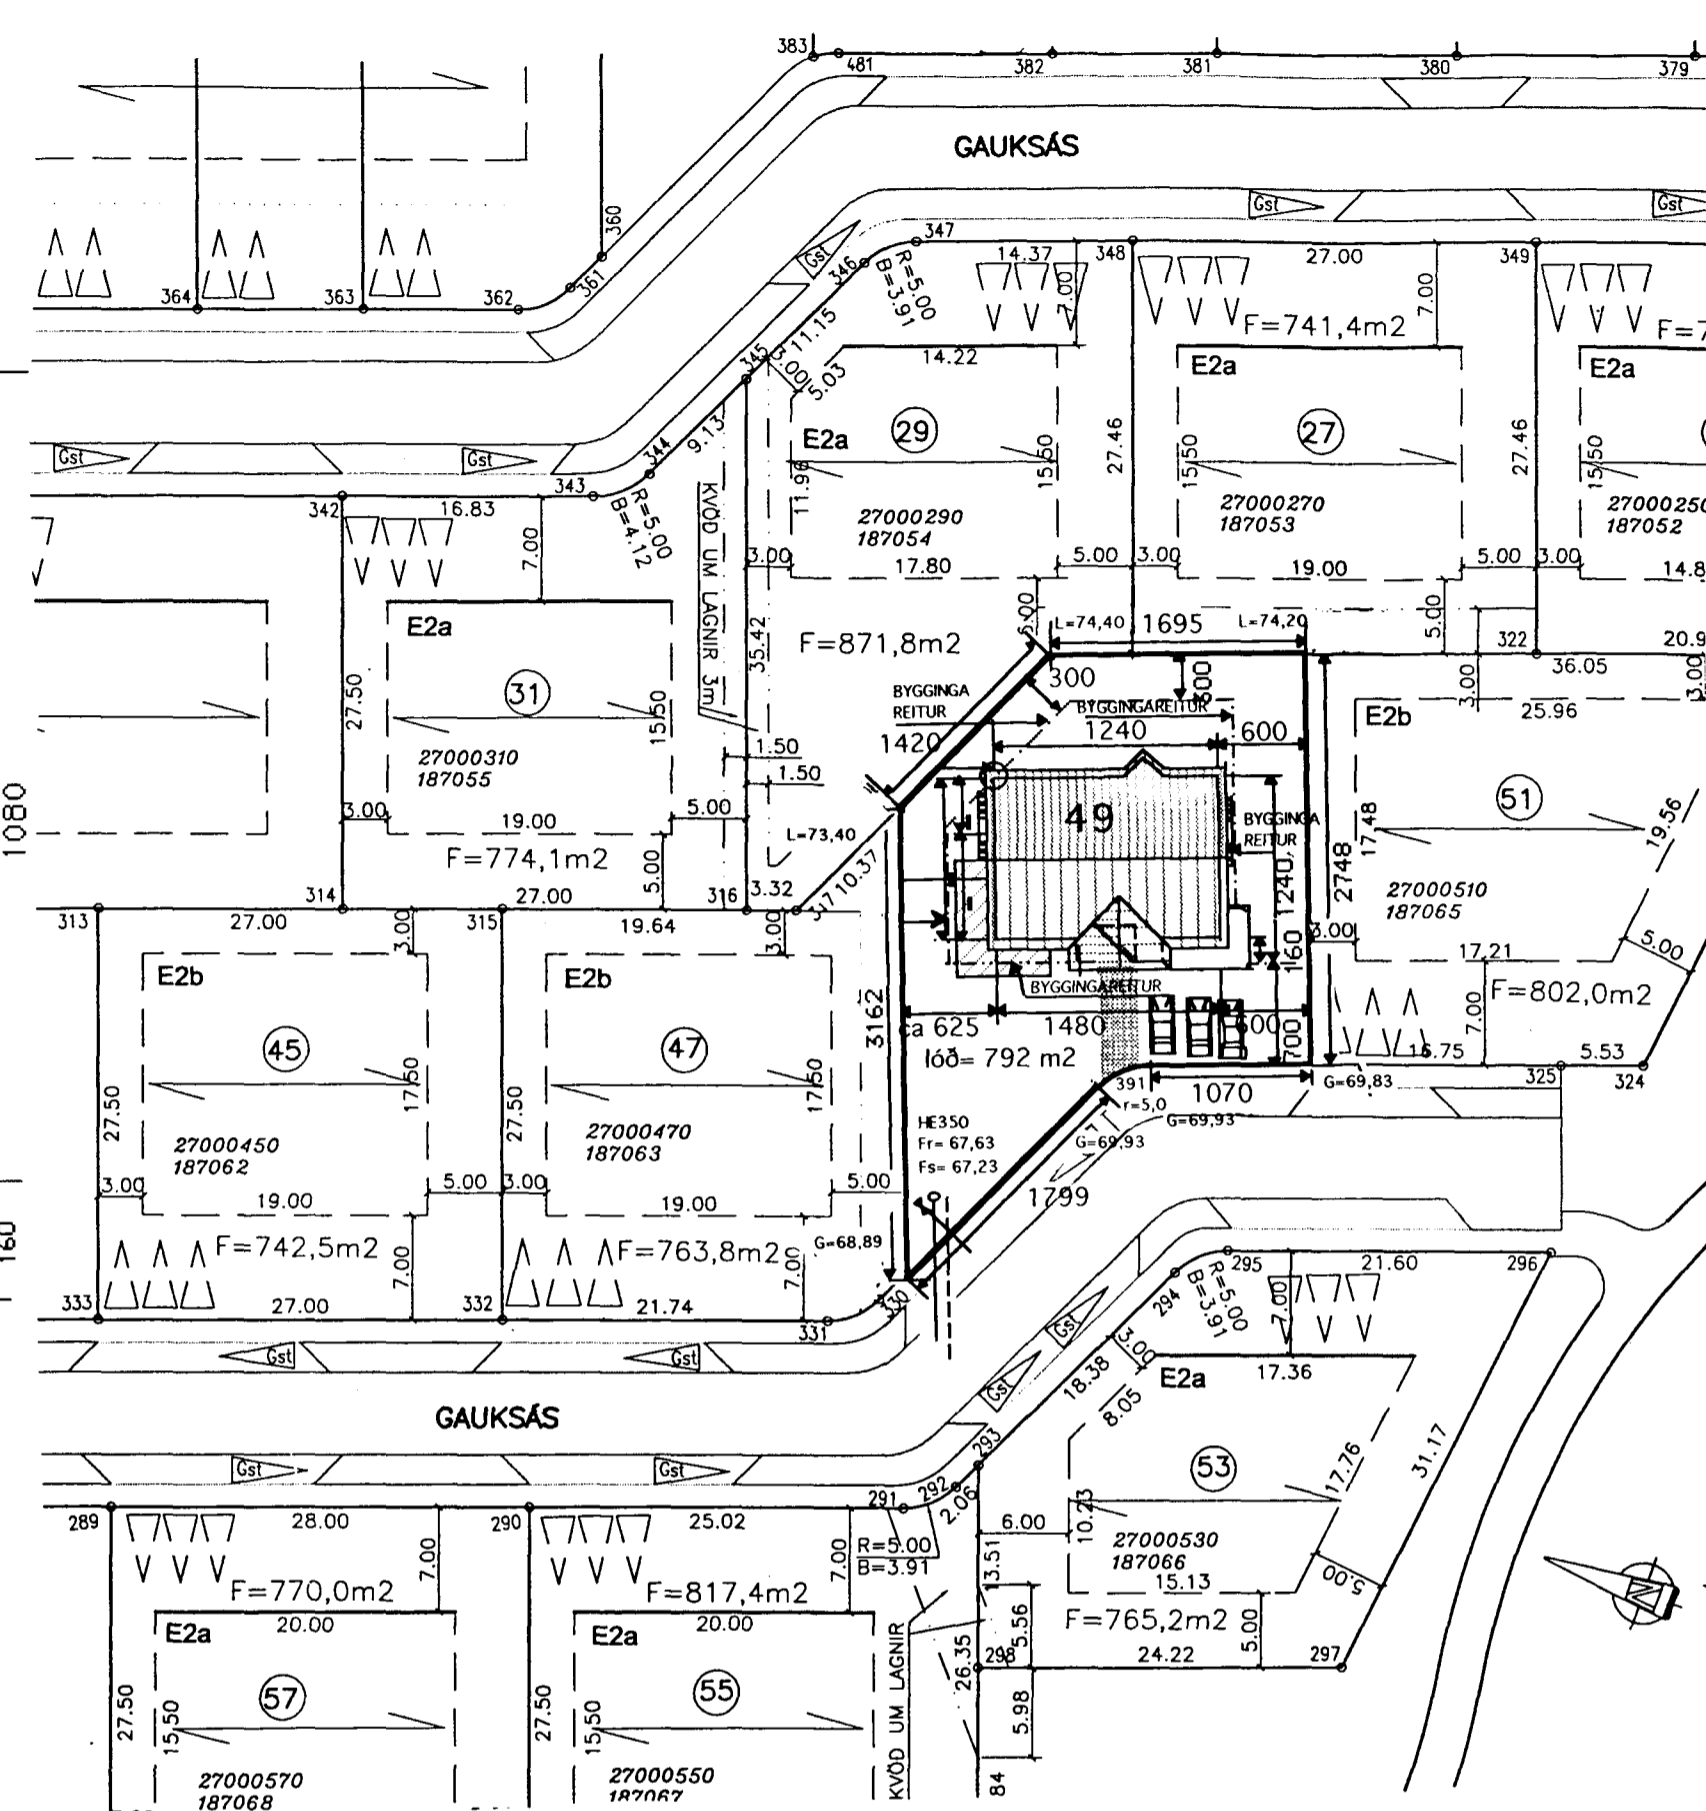 383
481
382
381
380
379
GAUKSÁS
360
361
364
363
362
Gst
Gst
Gst
347
346
R=5.00
B=3.91
14.37
348
27.00
349
7.00
7.00
11.15
345
3.00
5.03
14.22
F=741,4m2
F=7
E2a
E2a
E2a
29
27
9.13
344
343
R=5.00
B=4.12
Gst
Gst
342
16.83
7.00
KVÖÐ UM LAGNIR 3m
11.96
15.50
27.46
15.50
27.46
15.50
27000290
187054
27000270
187053
27000250
187052
3.00
17.80
5.00
3.00
19.00
5.00
3.00
14.8
6.00
5.00
E2a
31
27.50
15.50
27000310
187055
35.42
F=871,8m2
L=74,40
1695
L=74,20
322
20.9
36.05
3.00
3.00
300
BYGGINGA
REITUR
BYGGINGAREITUR
1420
1240
600
E2b
25.96
1.50
1.50
1080
3.00
19.00
5.00
F=774,1m2
5.00
L=73,40
10.37
49
BYGGINGA
REITUR
51
17.48
19.56
2748
1240
27000510
187065
313
27.00
314
27.00
315
19.64
316
3.32
317
3.00
3.00
3.00
17.21
5.00
E2b
E2b
160
BYGGINGAREITUR
F=802,0m2
7.00
45
47
3162
ca 625
1480
600
700
lóð= 792 m2
16.75
5.53
325
324
391
r=5,0
1070
G=69,83
G=69,93
G=69,93
27.50
17.50
27.50
17.50
27000450
187062
27000470
187063
HE350
Fr= 67,63
Fs= 67,23
1799
3.00
19.00
5.00
3.00
19.00
5.00
160
F=742,5m2
7.00
F=763,8m2
7.00
G=68,89
333
27.00
332
21.74
331
330
Gst
Gst
Gst
Gst
295
21.60
296
294
R=5.00
B=3.91
7.00
3.00
18.38
8.05
E2a
17.36
GAUKSÁS
Gst
Gst
293
292
291
2.06
53
17.76
31.17
10.23
6.00
289
28.00
290
25.02
7.00
7.00
R=5.00
B=3.91
13.51
27000530
187066
15.13
5.00
F=770,0m2
F=817,4m2
5.56
F=765,2m2
5.00
E2a
20.00
E2a
20.00
26.35
298
24.22
297
57
55
27.50
15.50
27.50
15.50
KVÖÐ UM LAGNIR
5.98
84
27000570
187068
27000550
187067
N